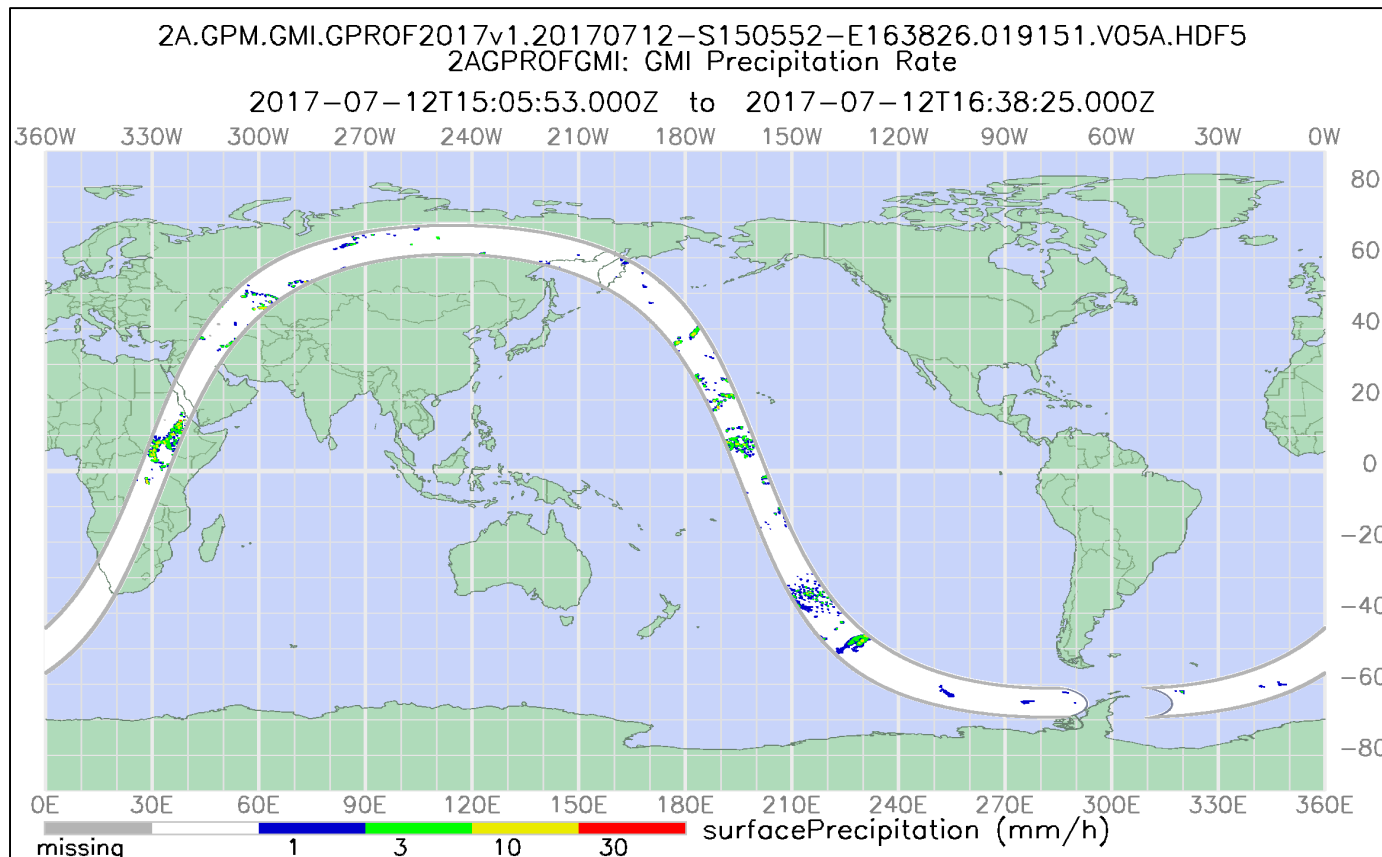 2A.GPM.GMI.GPROF2017v1.20170712-S150552-E163826.019151.V05A.HDF5
2AGPROFGMI: GMI Precipitation Rate
2017-07-12T15:05:53.000Z to 2017-07-12T16:38:25.000Z
360W 330W 300W 270W 240W 210W 180W 150W 120W 90W 60W 30W 0W
80
60
40
20
0
-20
-40
-60
-80
0E 30E 60E 90E 120E 150E 180E 210E 240E 270E 300E 330E 360E
surfacePrecipitation (mm/h)
missing 1 3 10 30